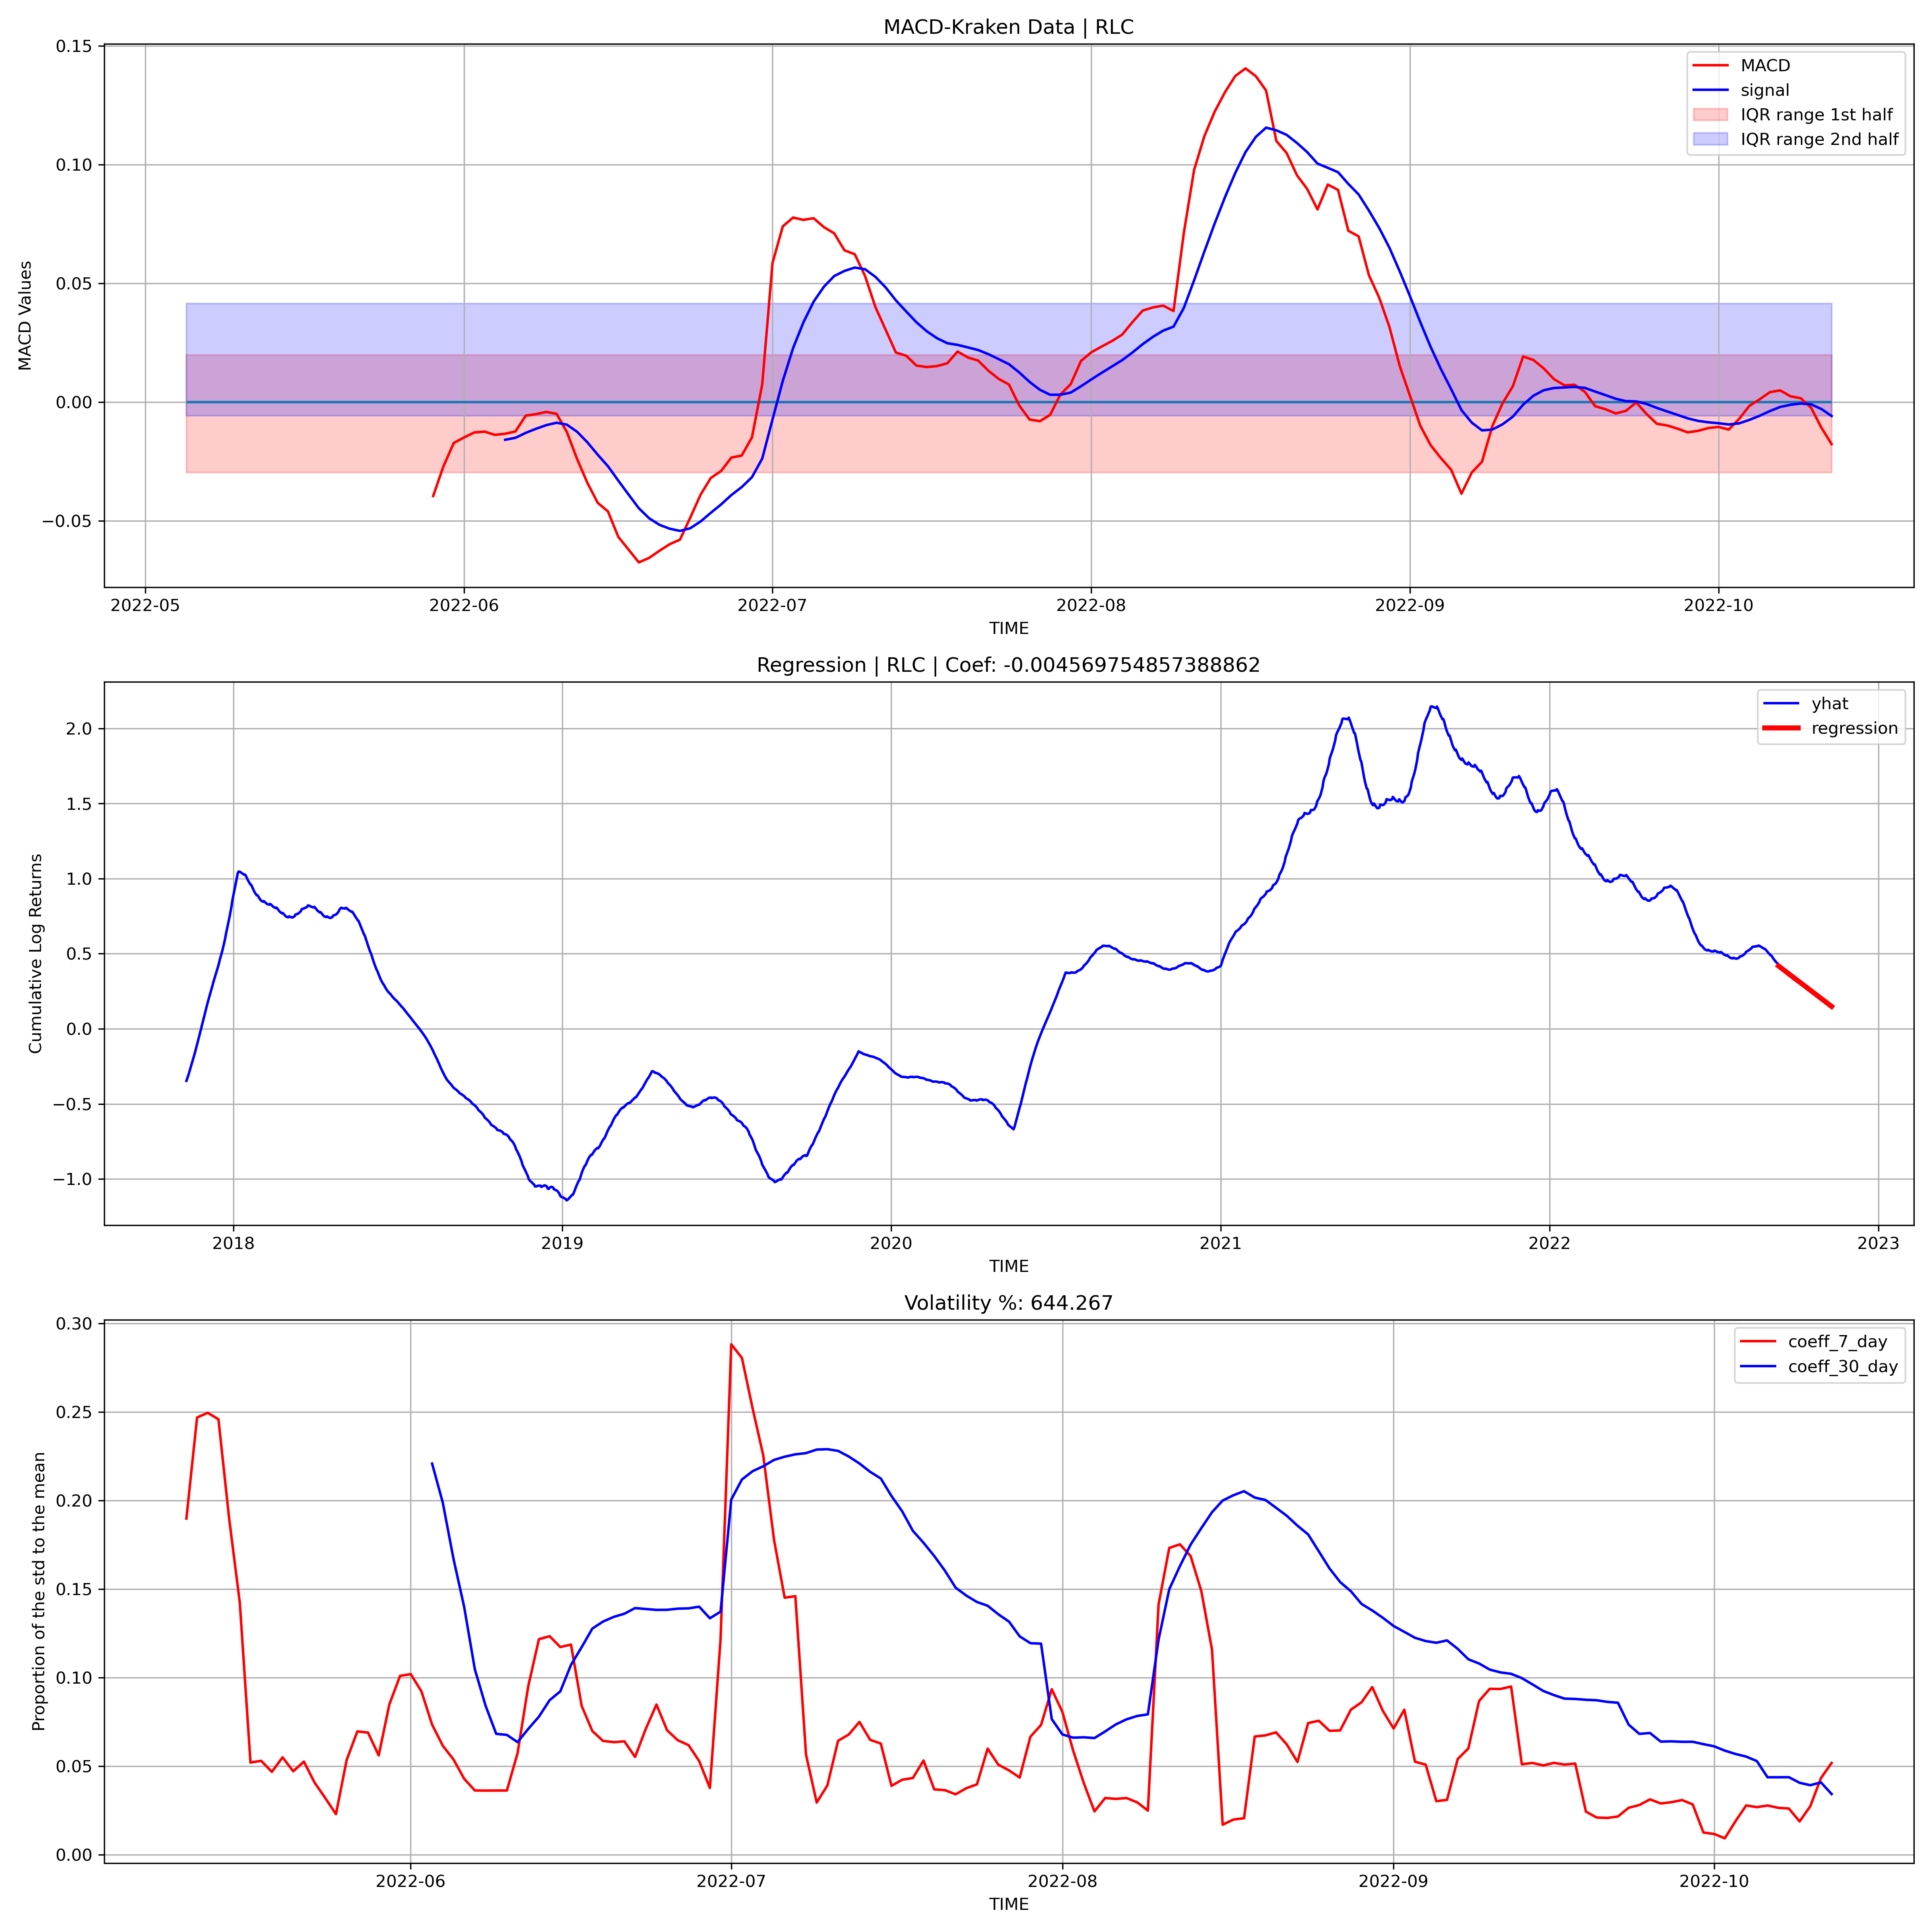 MACD-Kraken Data | RLC
0.15
0.10
0.05
0.00
−0.05
MACD Values
MACD
signal
IQR range 1st half
IQR range 2nd half
2022-05 2022-06 2022-07 2022-08 2022-09 2022-10
TIME
Regression | RLC | Coef: -0.004569754857388862
2.0
1.5
1.0
0.5
0.0
−0.5
−1.0
Cumulative Log Returns
yhat
regression
2018 2019 2020 2021 2022 2023
TIME
Volatility %: 644.267
0.30
0.25
0.20
0.15
0.10
0.05
0.00
Proportion of the std to the mean
coeff_7_day
coeff_30_day
2022-06 2022-07 2022-08 2022-09 2022-10
TIME